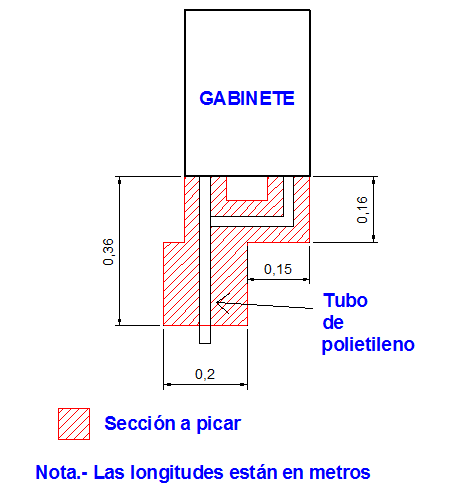 GABINETE
0,36
0,16
0,15
Tubo
de
polietileno
0,2
Sección a picar
Nota.- Las longitudes están en metros